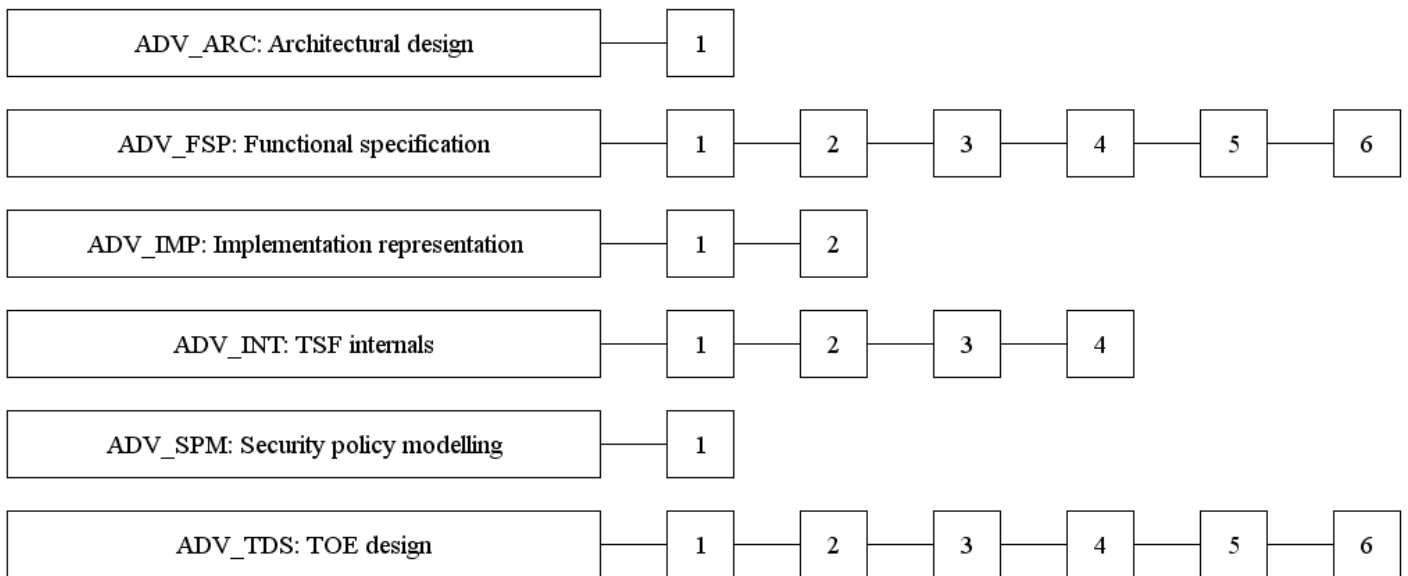 ADV_ARC: Architectural design 1
ADV_FSP: Functional specification 1 2 3 4 5 6
ADV_IMP: Implementation representation 1 2
ADV_INT: TSF internals 1 2 3 4
ADV_SPM: Security policy modelling 1
ADV_TDS: TOE design 1 2 3 4 5 6